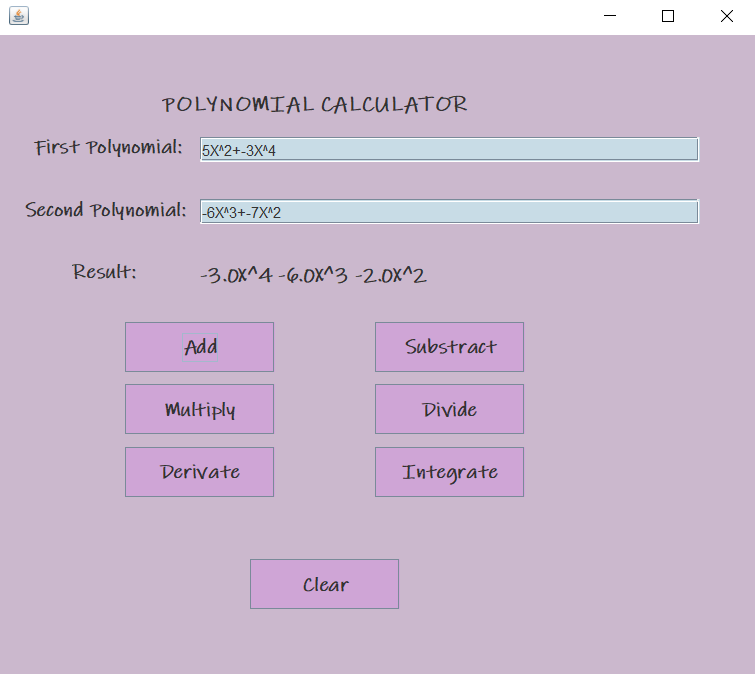 POLYNOMIAL CALCULATOR
First Polynomial: 5X^2+-3X^4
Second Polynomial: -6X^3+-7X^2
Result: -3.0X^4 -6.0X^3 -2.0X^2
Add Substract
Multiply Divide
Derivate Integrate
Clear